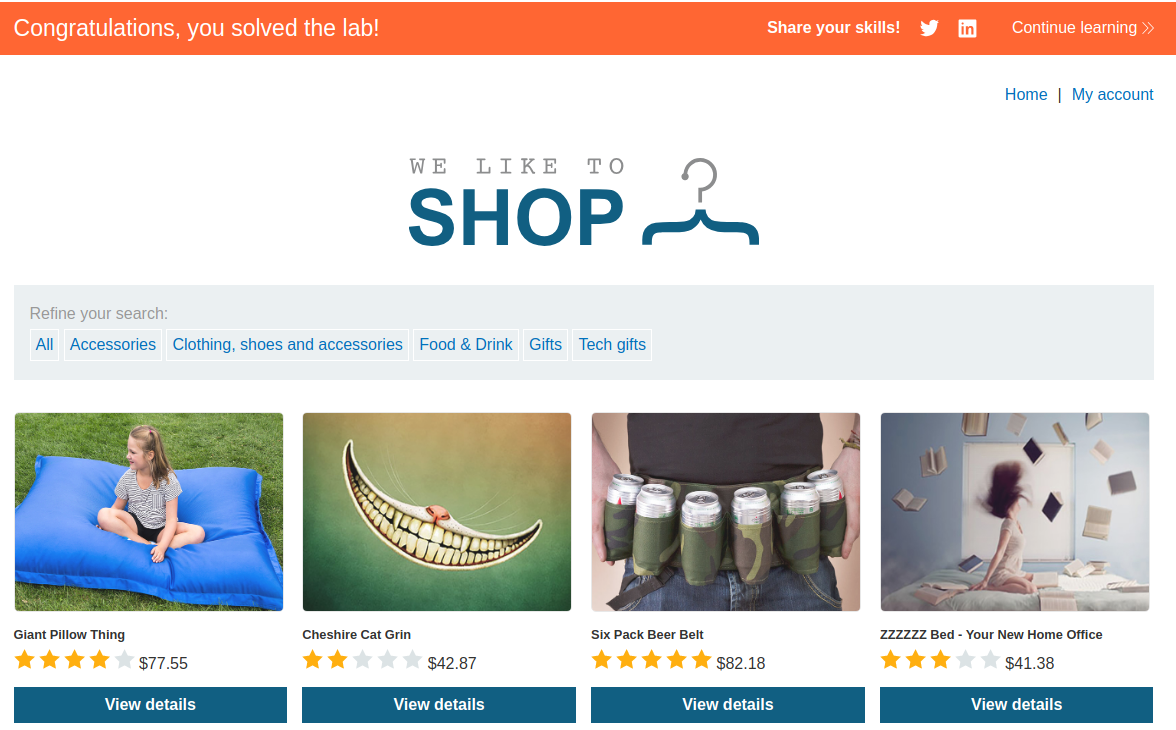 Congratulations, you solved the lab!
Share your skills!
Continue learning
Home | My account
WE LIKE TO
SHOP
Refine your search:
All Accessories Clothing, shoes and accessories Food & Drink Gifts Tech gifts
Giant Pillow Thing
$77.55
View details
Cheshire Cat Grin
$42.87
View details
Six Pack Beer Belt
$82.18
View details
ZZZZZZ Bed - Your New Home Office
$41.38
View details